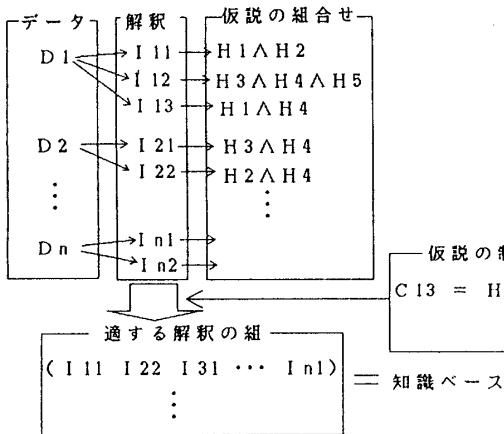 データ 解釈 仮説の組合せ
D1 I11 H1∧H2
I12 H3∧H4∧H5
I13 H1∧H4
D2 I21 H3∧H4
I22 H2∧H4
⋮ ⋮
Dn In1
In2
仮説の
C13 = H
適する解釈の組
(I11 I22 I31 ⋯ In1)
= 知識ベース
⋮